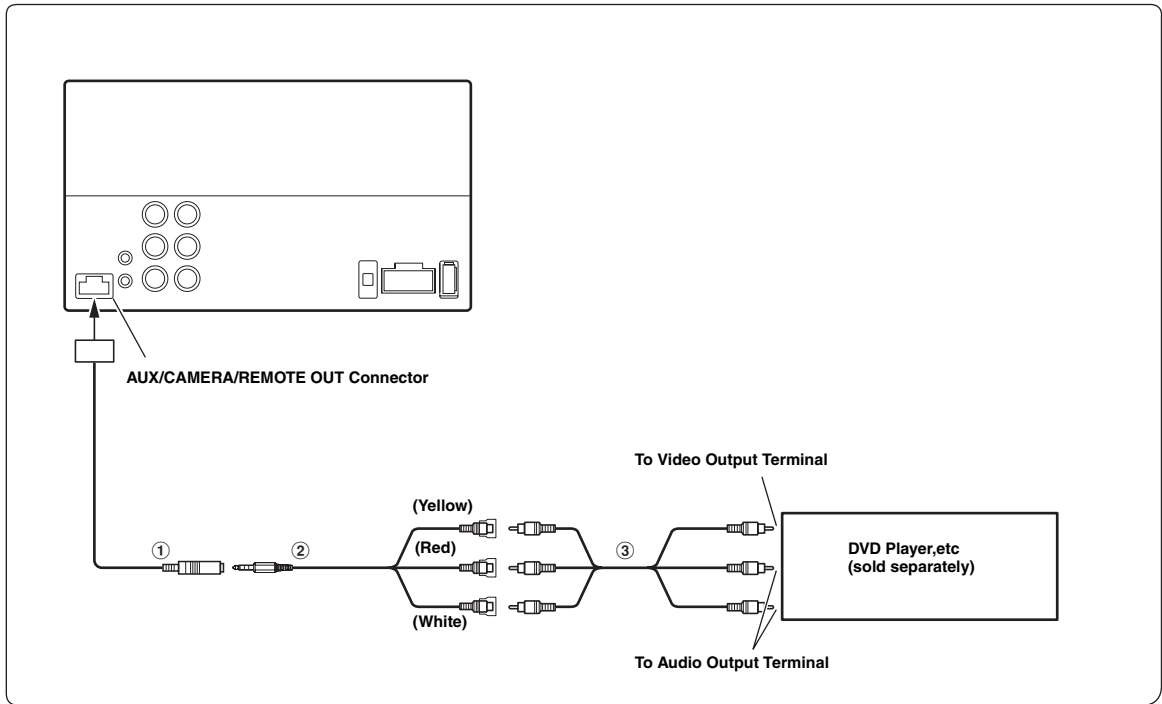 AUX/CAMERA/REMOTE OUT Connector
To Video Output Terminal
(Yellow)
① ② (Red) ③
DVD Player,etc
(sold separately)
(White)
To Audio Output Terminal